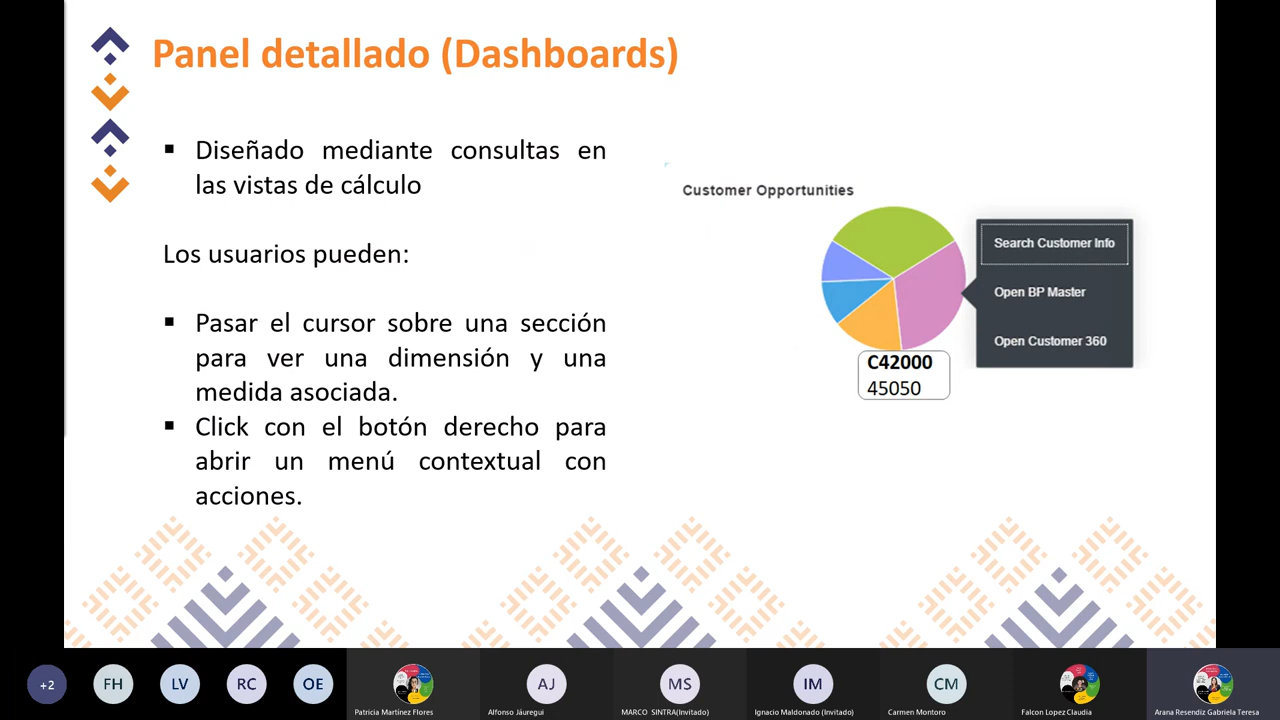 Panel detallado (Dashboards)
▪ Diseñado mediante consultas en
las vistas de cálculo
Los usuarios pueden:
▪ Pasar el cursor sobre una sección
para ver una dimensión y una
medida asociada.
▪ Click con el botón derecho para
abrir un menú contextual con
acciones.
Customer Opportunities
Search Customer Info
Open BP Master
Open Customer 360
C42000
45050
+2
FH
LV
RC
OE
AJ
MS
IM
CM
Patricia Martínez Flores
Alfonso Jáuregui
MARCO SINTRA(Invitado)
Ignacio Maldonado (Invitado)
Carmen Montoro
Falcon Lopez Claudia
Arana Resendiz Gabriela Teresa